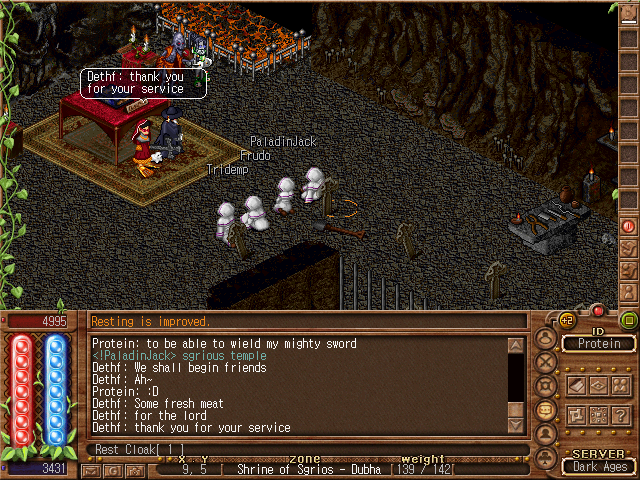 Dethf: thank you
for your service
PaladinJack
Frudo
Tridemp
4995
Resting is improved.
+2
ID
Protein
Protein: to be able to wield my mighty sword
<!PaladinJack> sgrious temple
Dethf: We shall begin friends
Dethf: Ah~
Protein: :D
Dethf: Some fresh meat
Dethf: for the lord
Dethf: thank you for your service
Rest Cloak[ 1 ]
X Y zone weight
3431
9, 5 [ Shrine of Sgrios - Dubha [139 / 142[
SERVER
Dark Ages